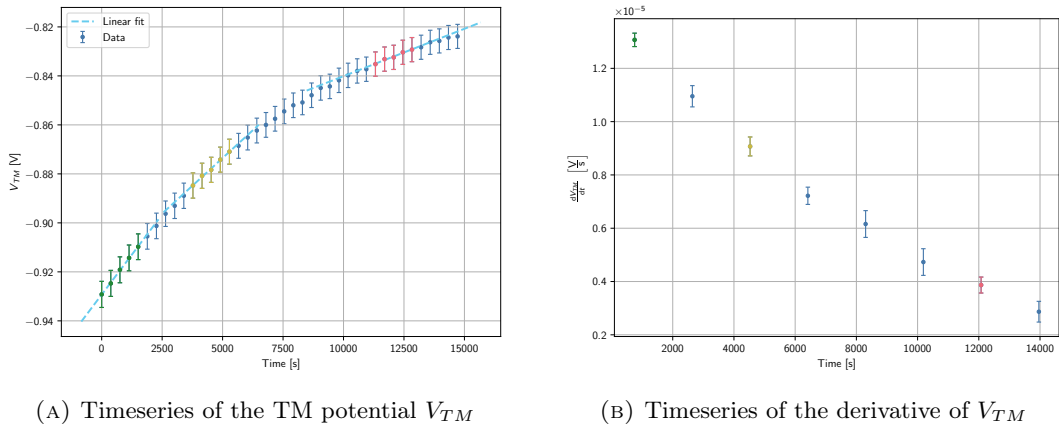 Linear fit
Data
−0.82
−0.84
−0.86
−0.88
−0.90
−0.92
−0.94
V_TM [V]
0 2500 5000 7500 10000 12500 15000
Time [s]
×10⁻⁵
1.2
1.0
0.8
0.6
0.4
0.2
dV_TM/dt [V/s]
2000 4000 6000 8000 10000 12000 14000
Time [s]
(A) Timeseries of the TM potential V_TM
(B) Timeseries of the derivative of V_TM